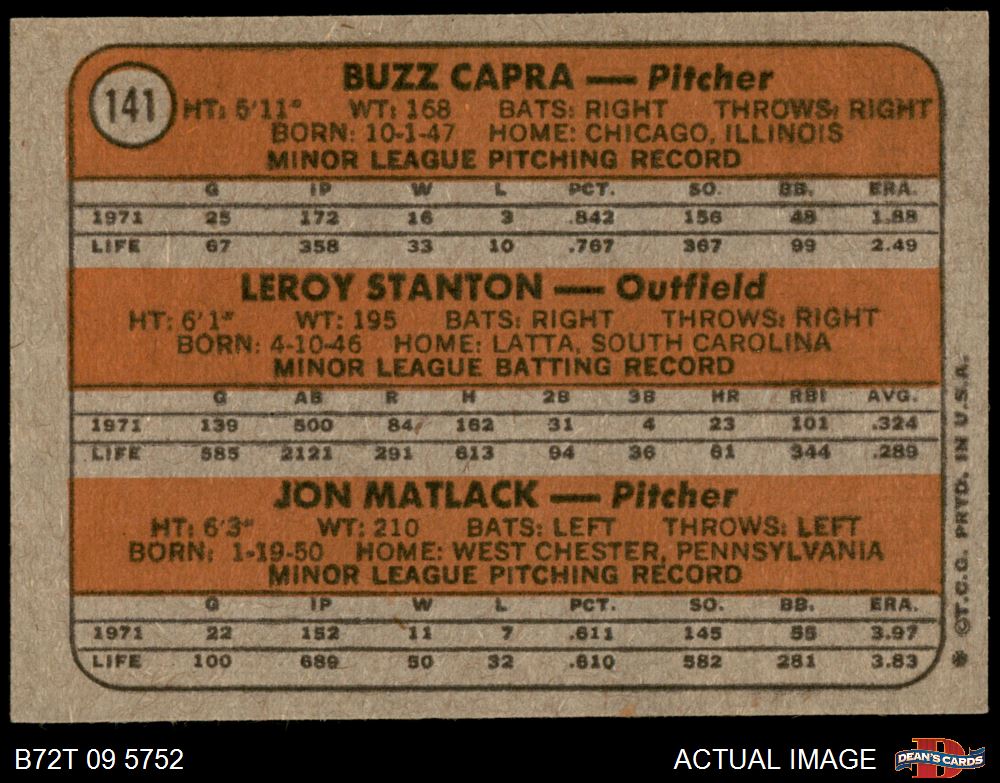 141
BUZZ CAPRA — Pitcher
HT: 5'11" WT: 168 BATS: RIGHT THROWS: RIGHT
BORN: 10-1-47 HOME: CHICAGO, ILLINOIS
MINOR LEAGUE PITCHING RECORD
G IP W L PCT. SO. BB. ERA.
1971 25 172 16 3 .842 156 48 1.88
LIFE 67 358 33 10 .767 367 99 2.49
LEROY STANTON — Outfield
HT: 6'1" WT: 195 BATS: RIGHT THROWS: RIGHT
BORN: 4-10-46 HOME: LATTA, SOUTH CAROLINA
MINOR LEAGUE BATTING RECORD
G AB R H 2B 3B HR RBI AVG.
1971 139 500 84 162 31 4 23 101 .324
LIFE 585 2121 291 613 94 36 61 344 .289
JON MATLACK — Pitcher
HT: 6'3" WT: 210 BATS: LEFT THROWS: LEFT
BORN: 1-19-50 HOME: WEST CHESTER, PENNSYLVANIA
MINOR LEAGUE PITCHING RECORD
G IP W L PCT. SO. BB. ERA.
1971 22 152 11 7 .611 145 55 3.97
LIFE 100 689 50 32 .610 582 281 3.83
* ©T.C.G. PRTD. IN U.S.A.
B72T 09 5752
ACTUAL IMAGE
D
DEAN'S CARDS